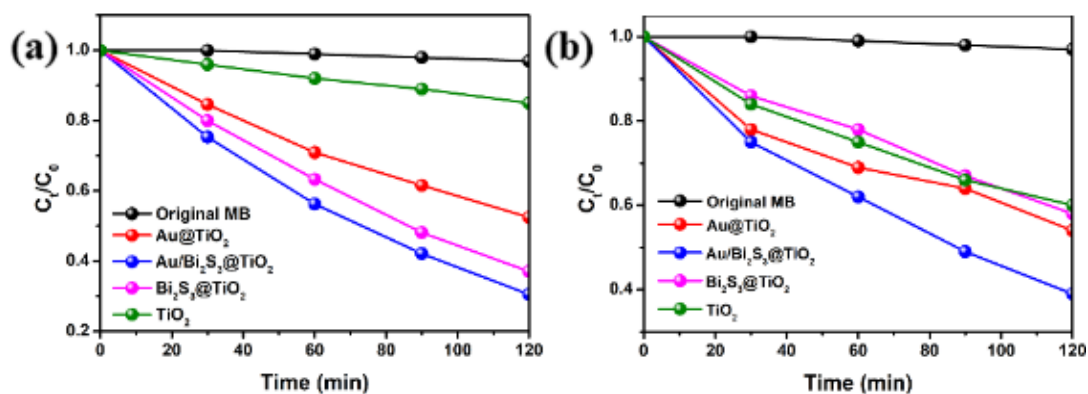 (a)
1.0
0.8
0.6
0.4
0.2
Cₜ/C₀
Original MB
Au@TiO₂
Au/Bi₂S₃@TiO₂
Bi₂S₃@TiO₂
TiO₂
0 20 40 60 80 100 120
Time (min)
(b)
1.0
0.8
0.6
0.4
Cₜ/C₀
Original MB
Au@TiO₂
Au/Bi₂S₃@TiO₂
Bi₂S₃@TiO₂
TiO₂
0 20 40 60 80 100 120
Time (min)